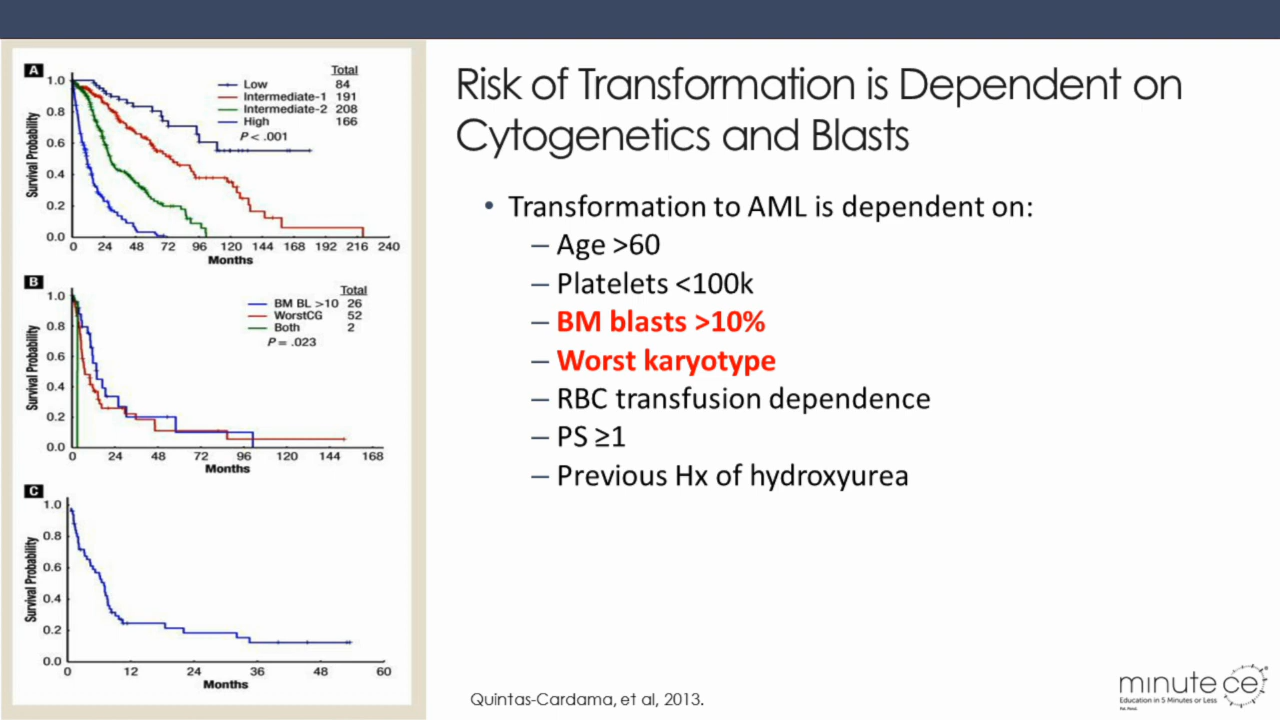 Risk of Transformation is Dependent on
Cytogenetics and Blasts
• Transformation to AML is dependent on:
– Age >60
– Platelets <100k
– BM blasts >10%
– Worst karyotype
– RBC transfusion dependence
– PS ≥1
– Previous Hx of hydroxyurea
A
Total
Low 84
Intermediate-1 191
Intermediate-2 208
High 166
P < .001
Survival Probability
1.0
0.8
0.6
0.4
0.2
0.0
0 24 48 72 96 120 144 168 192 216 240
Months
B
Total
BM BL >10 26
WorstCG 52
Both 2
P = .023
Survival Probability
1.0
0.8
0.6
0.4
0.2
0.0
0 24 48 72 96 120 144 168
Months
C
Survival Probability
1.0
0.8
0.6
0.4
0.2
0.0
0 12 24 36 48 60
Months
Quintas-Cardama, et al, 2013.
minute ce
Education in 5 Minutes or Less